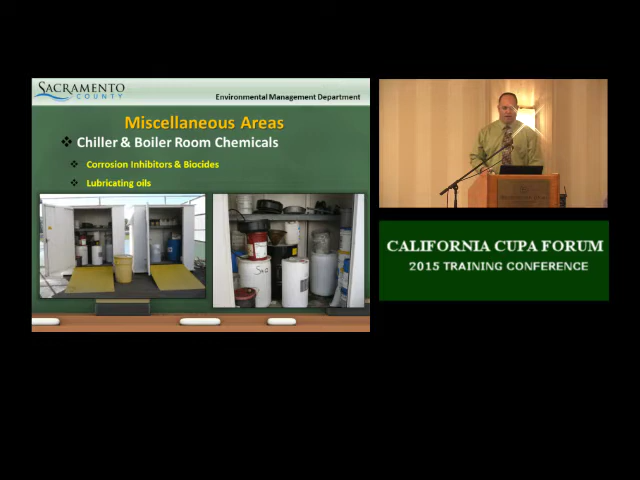 SACRAMENTO
COUNTY
Environmental Management Department
Miscellaneous Areas
Chiller & Boiler Room Chemicals
Corrosion Inhibitors & Biocides
Lubricating oils
CALIFORNIA CUPA FORUM
2015 TRAINING CONFERENCE